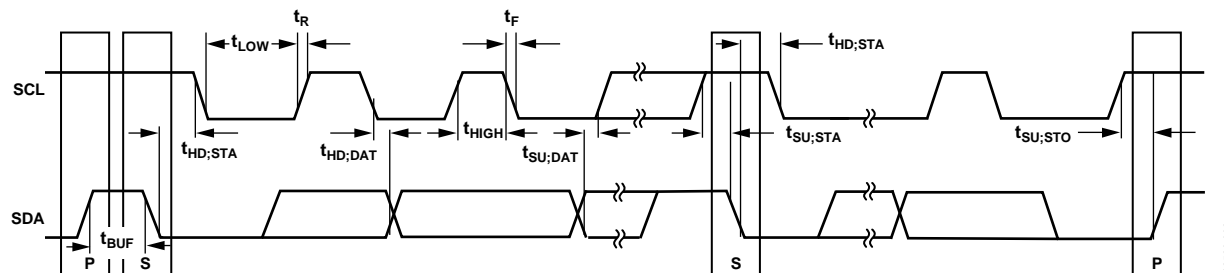 tR
tF
tLOW
tHD;STA
SCL
tHD;STA
tHD;DAT
tHIGH
tSU;DAT
tSU;STA
tSU;STO
SDA
tBUF
P
S
S
P